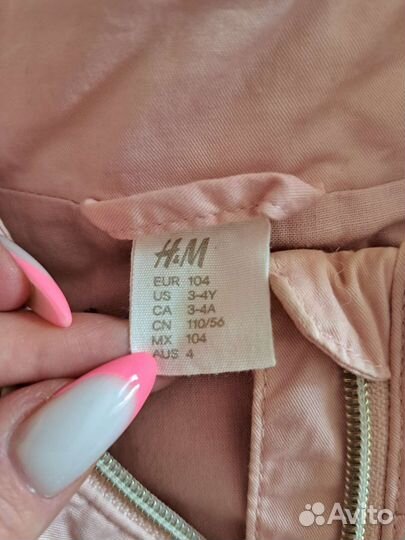 H&M
EUR 104
US 3-4Y
CA 3-4A
CN 110/56
MX 104
AUS 4
Avito